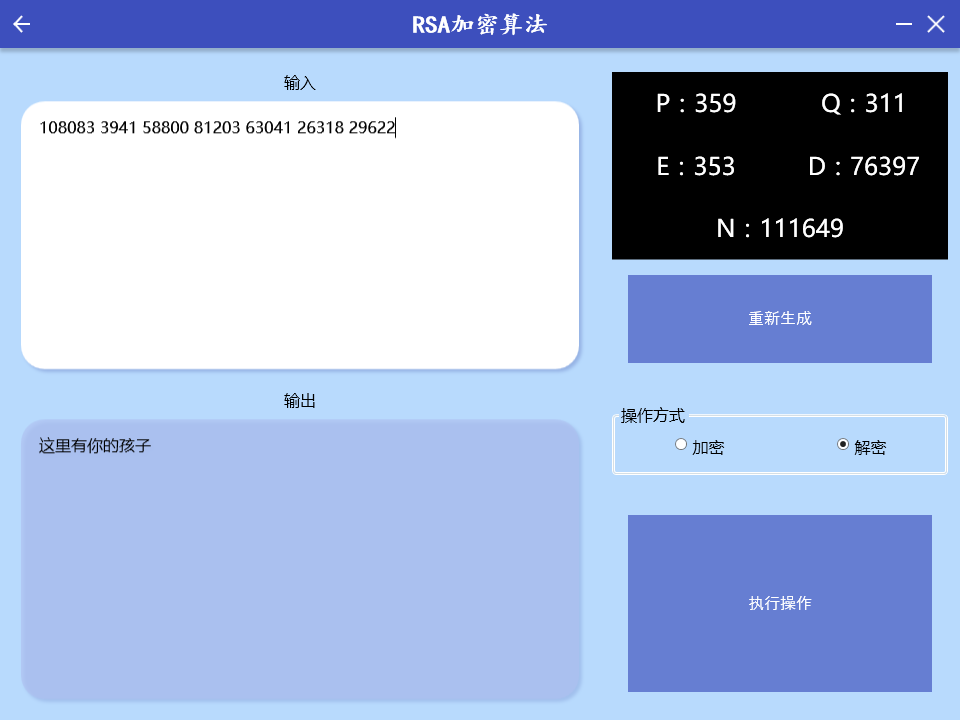 RSA加密算法
输入
108083 3941 58800 81203 63041 26318 29622
输出
这里有你的孩子
P：359
Q：311
E：353
D：76397
N：111649
重新生成
操作方式
加密
解密
执行操作